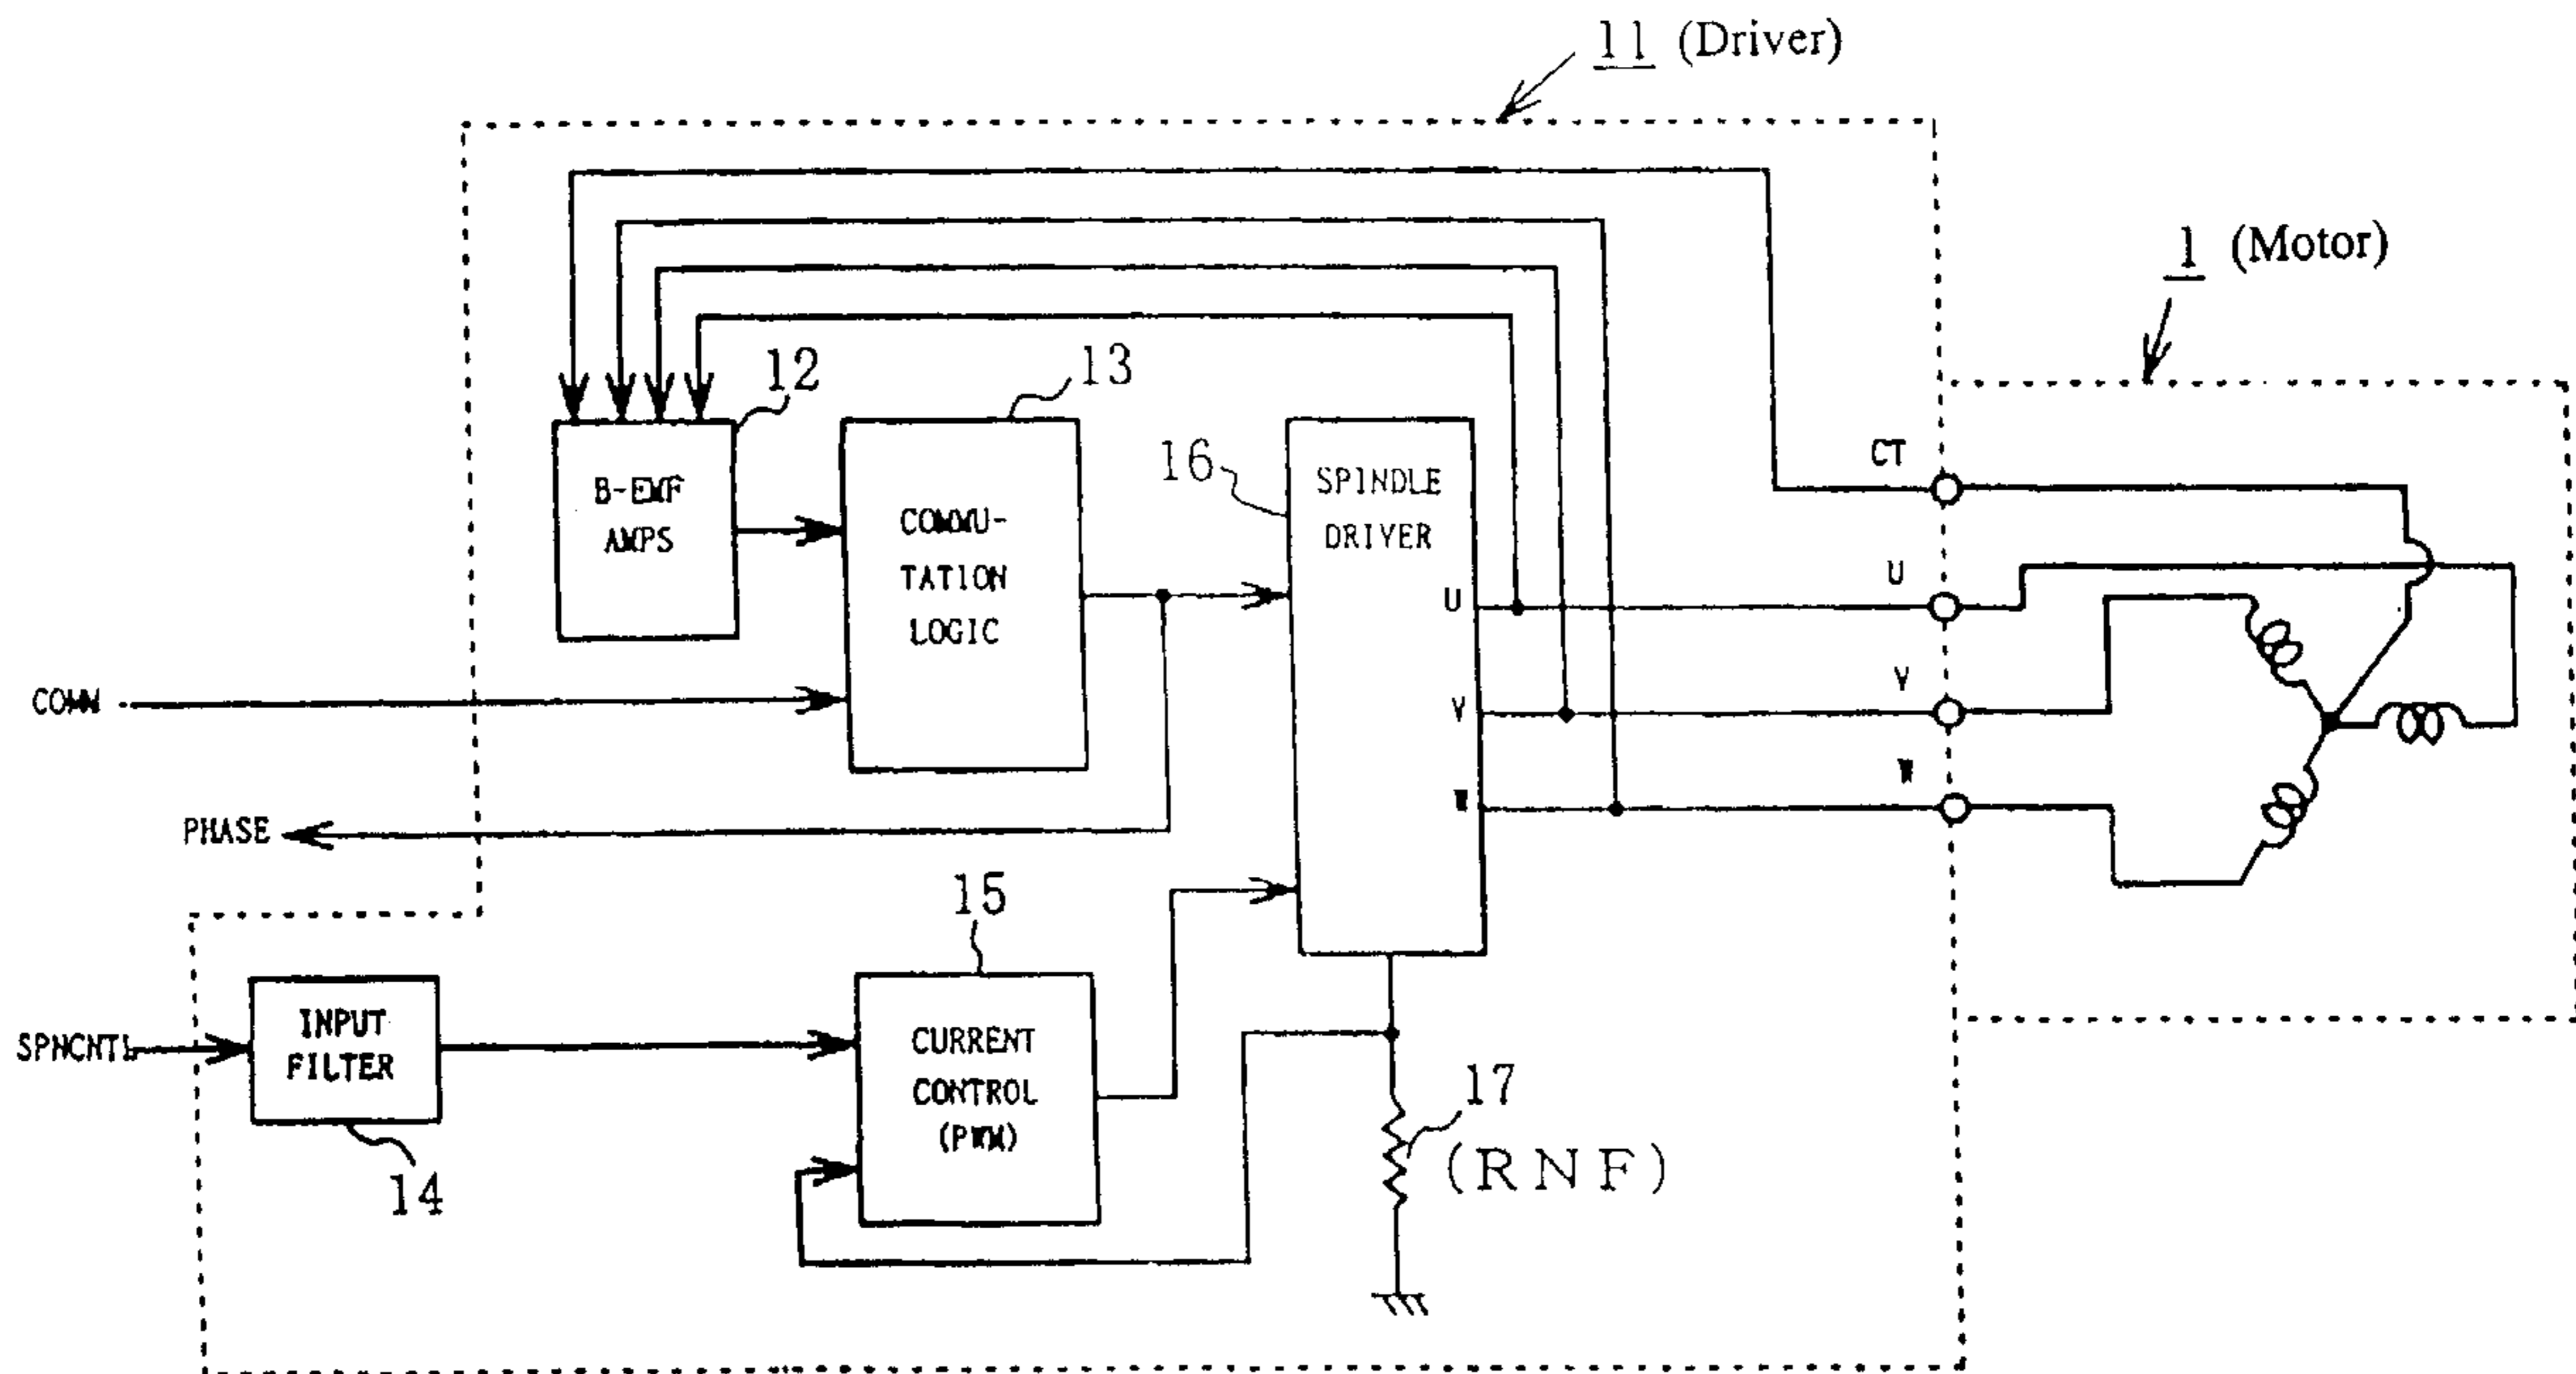 11 (Driver)
1 (Motor)
12
13
16
CT
B-EMF
AMPS
COMMU-
TATION
LOGIC
SPINDLE
DRIVER
U
V
W
U
V
W
COMM
PHASE
15
SPNCNTL
INPUT
FILTER
14
CURRENT
CONTROL
(PWM)
17
(RNF)